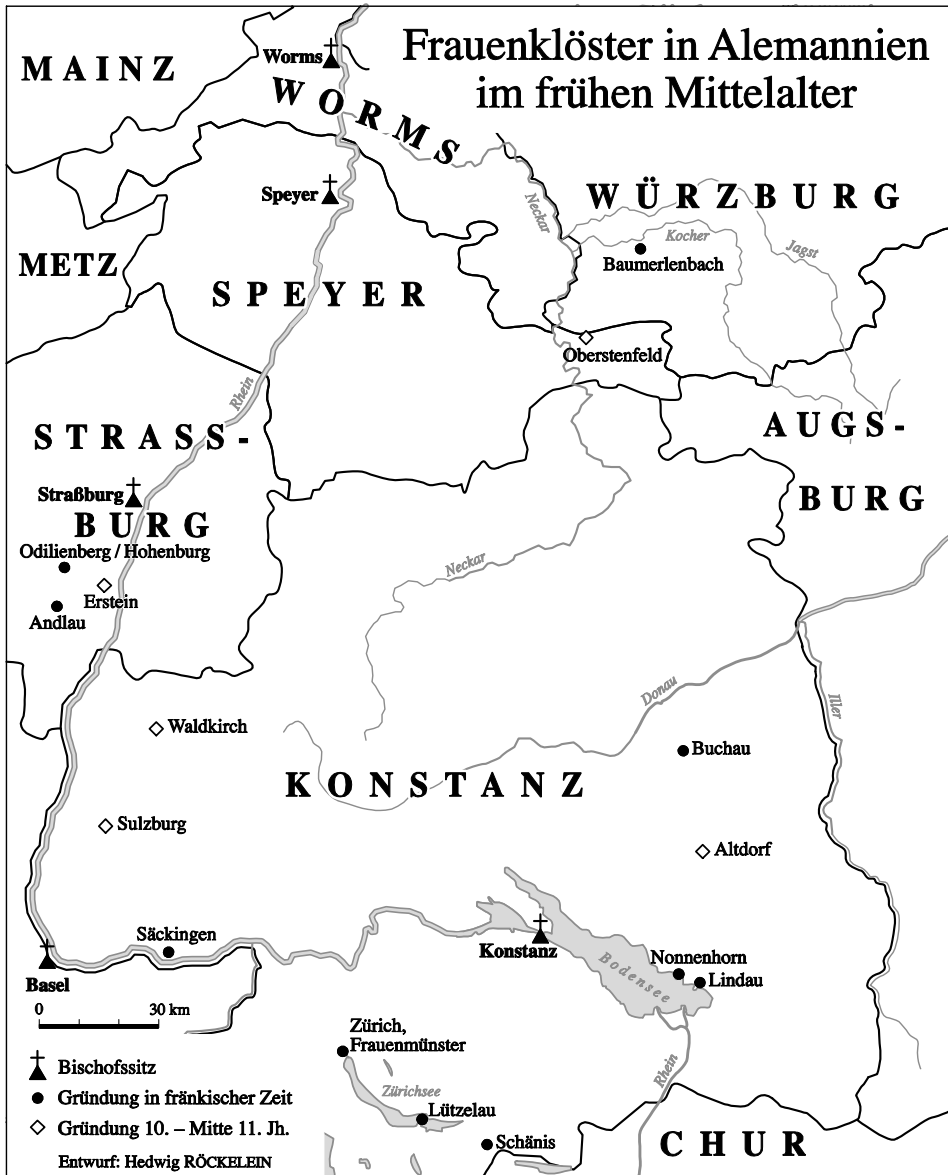 Frauenklöster in Alemannien
im frühen Mittelalter
MAINZ
Worms
WORMS
Speyer
WÜRZBURG
Neckar
Kocher
Jagst
Baumerlenbach
METZ
SPEYER
Oberstenfeld
Rhein
STRASS-
BURG
AUGS-
BURG
Straßburg
Odilienberg / Hohenburg
Erstein
Andlau
Neckar
Donau
Iller
Waldkirch
Buchau
KONSTANZ
Sulzburg
Altdorf
Säckingen
Konstanz
Nonnenhorn
Lindau
Bodensee
Basel
0 30 km
Zürich,
Frauenmünster
Zürichsee
Lützelau
Rhein
Schänis
CHUR
Bischofssitz
Gründung in fränkischer Zeit
Gründung 10. – Mitte 11. Jh.
Entwurf: Hedwig RÖCKELEIN